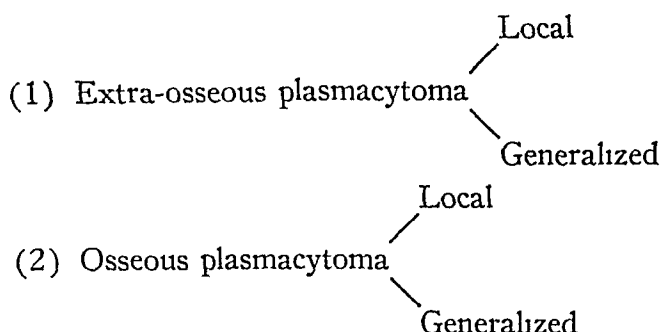 Local
(1) Extra-osseous plasmacytoma
Generalized
Local
(2) Osseous plasmacytoma
Generalized